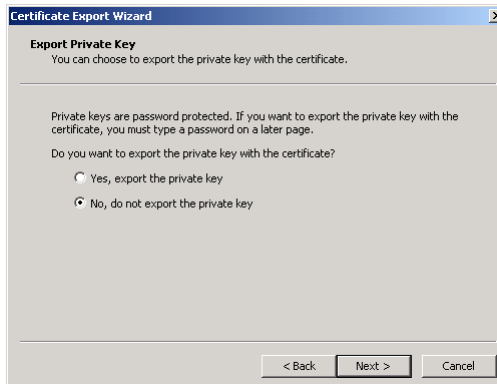 Certificate Export Wizard
Export Private Key
You can choose to export the private key with the certificate.
Private keys are password protected. If you want to export the private key with the
certificate, you must type a password on a later page.
Do you want to export the private key with the certificate?
Yes, export the private key
No, do not export the private key
< Back Next > Cancel